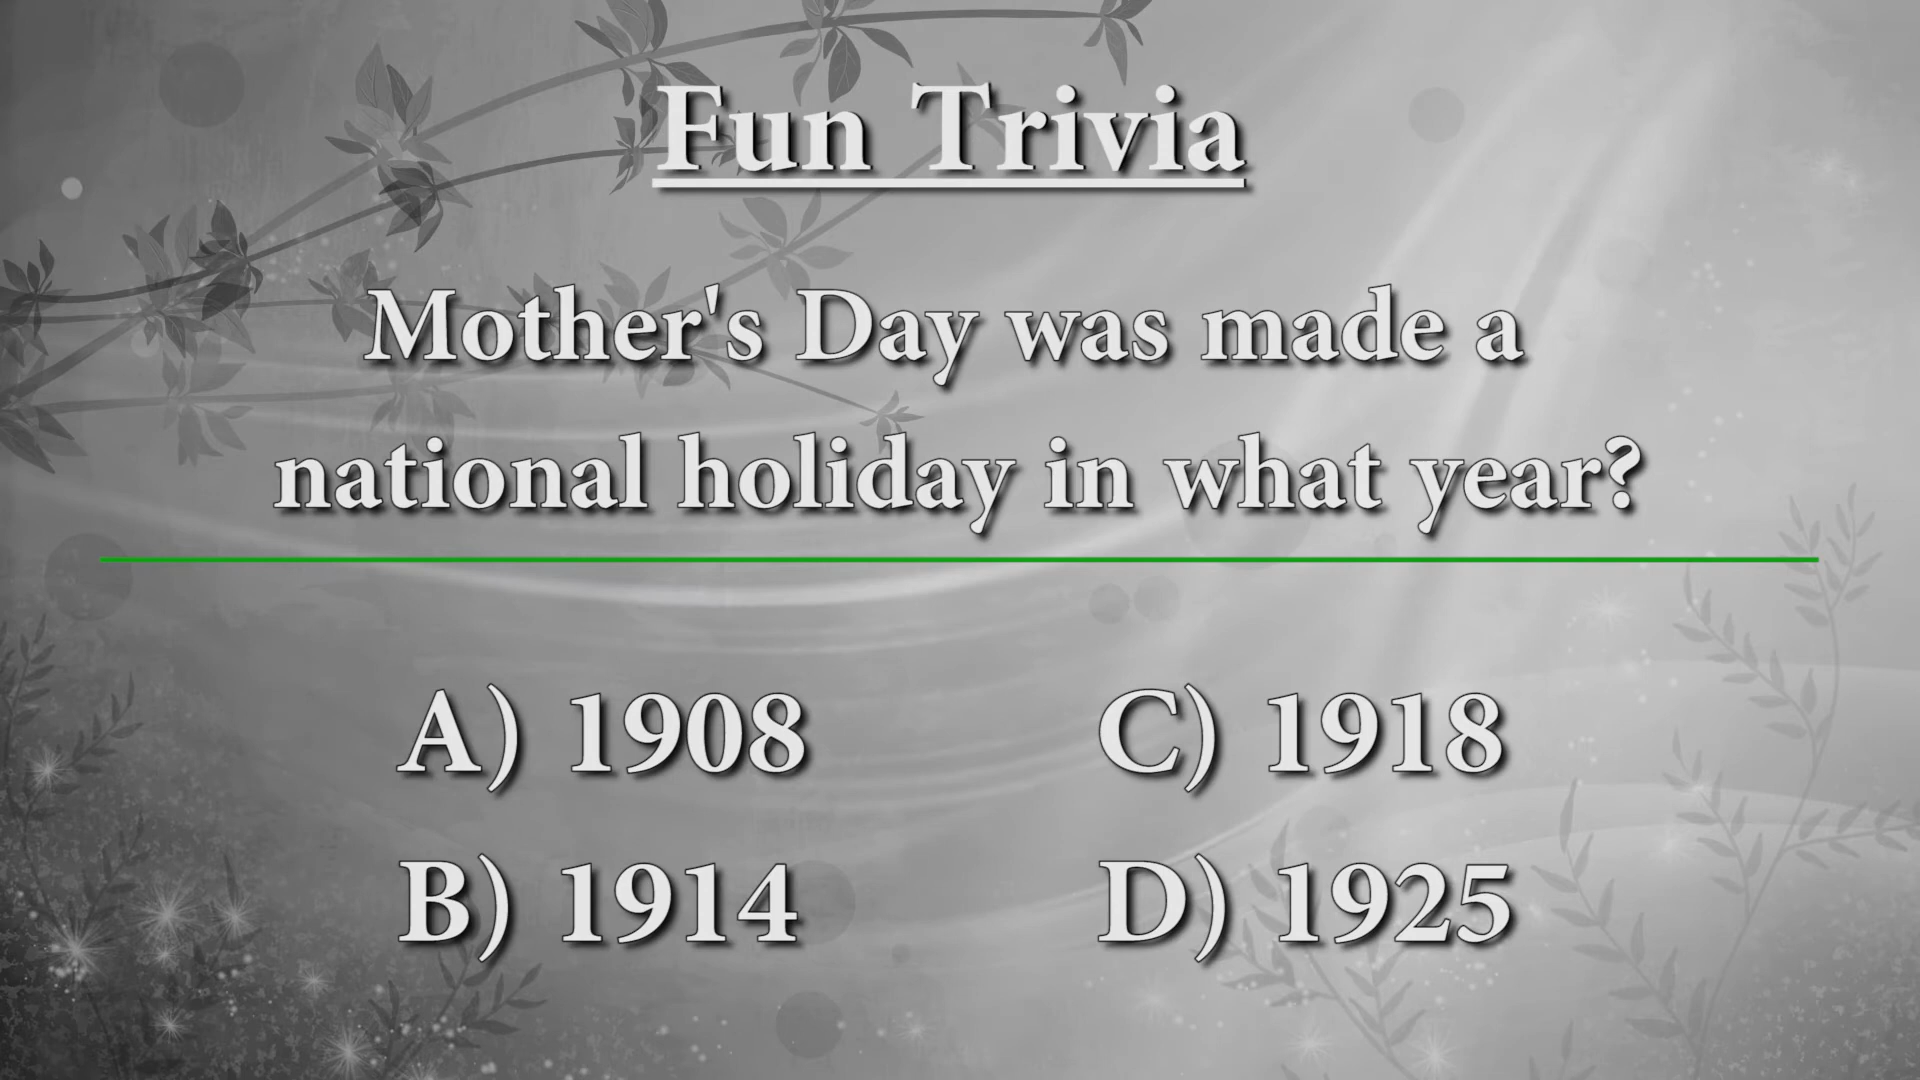 Fun Trivia
Mother's Day was made a
national holiday in what year?
A) 1908
B) 1914
C) 1918
D) 1925